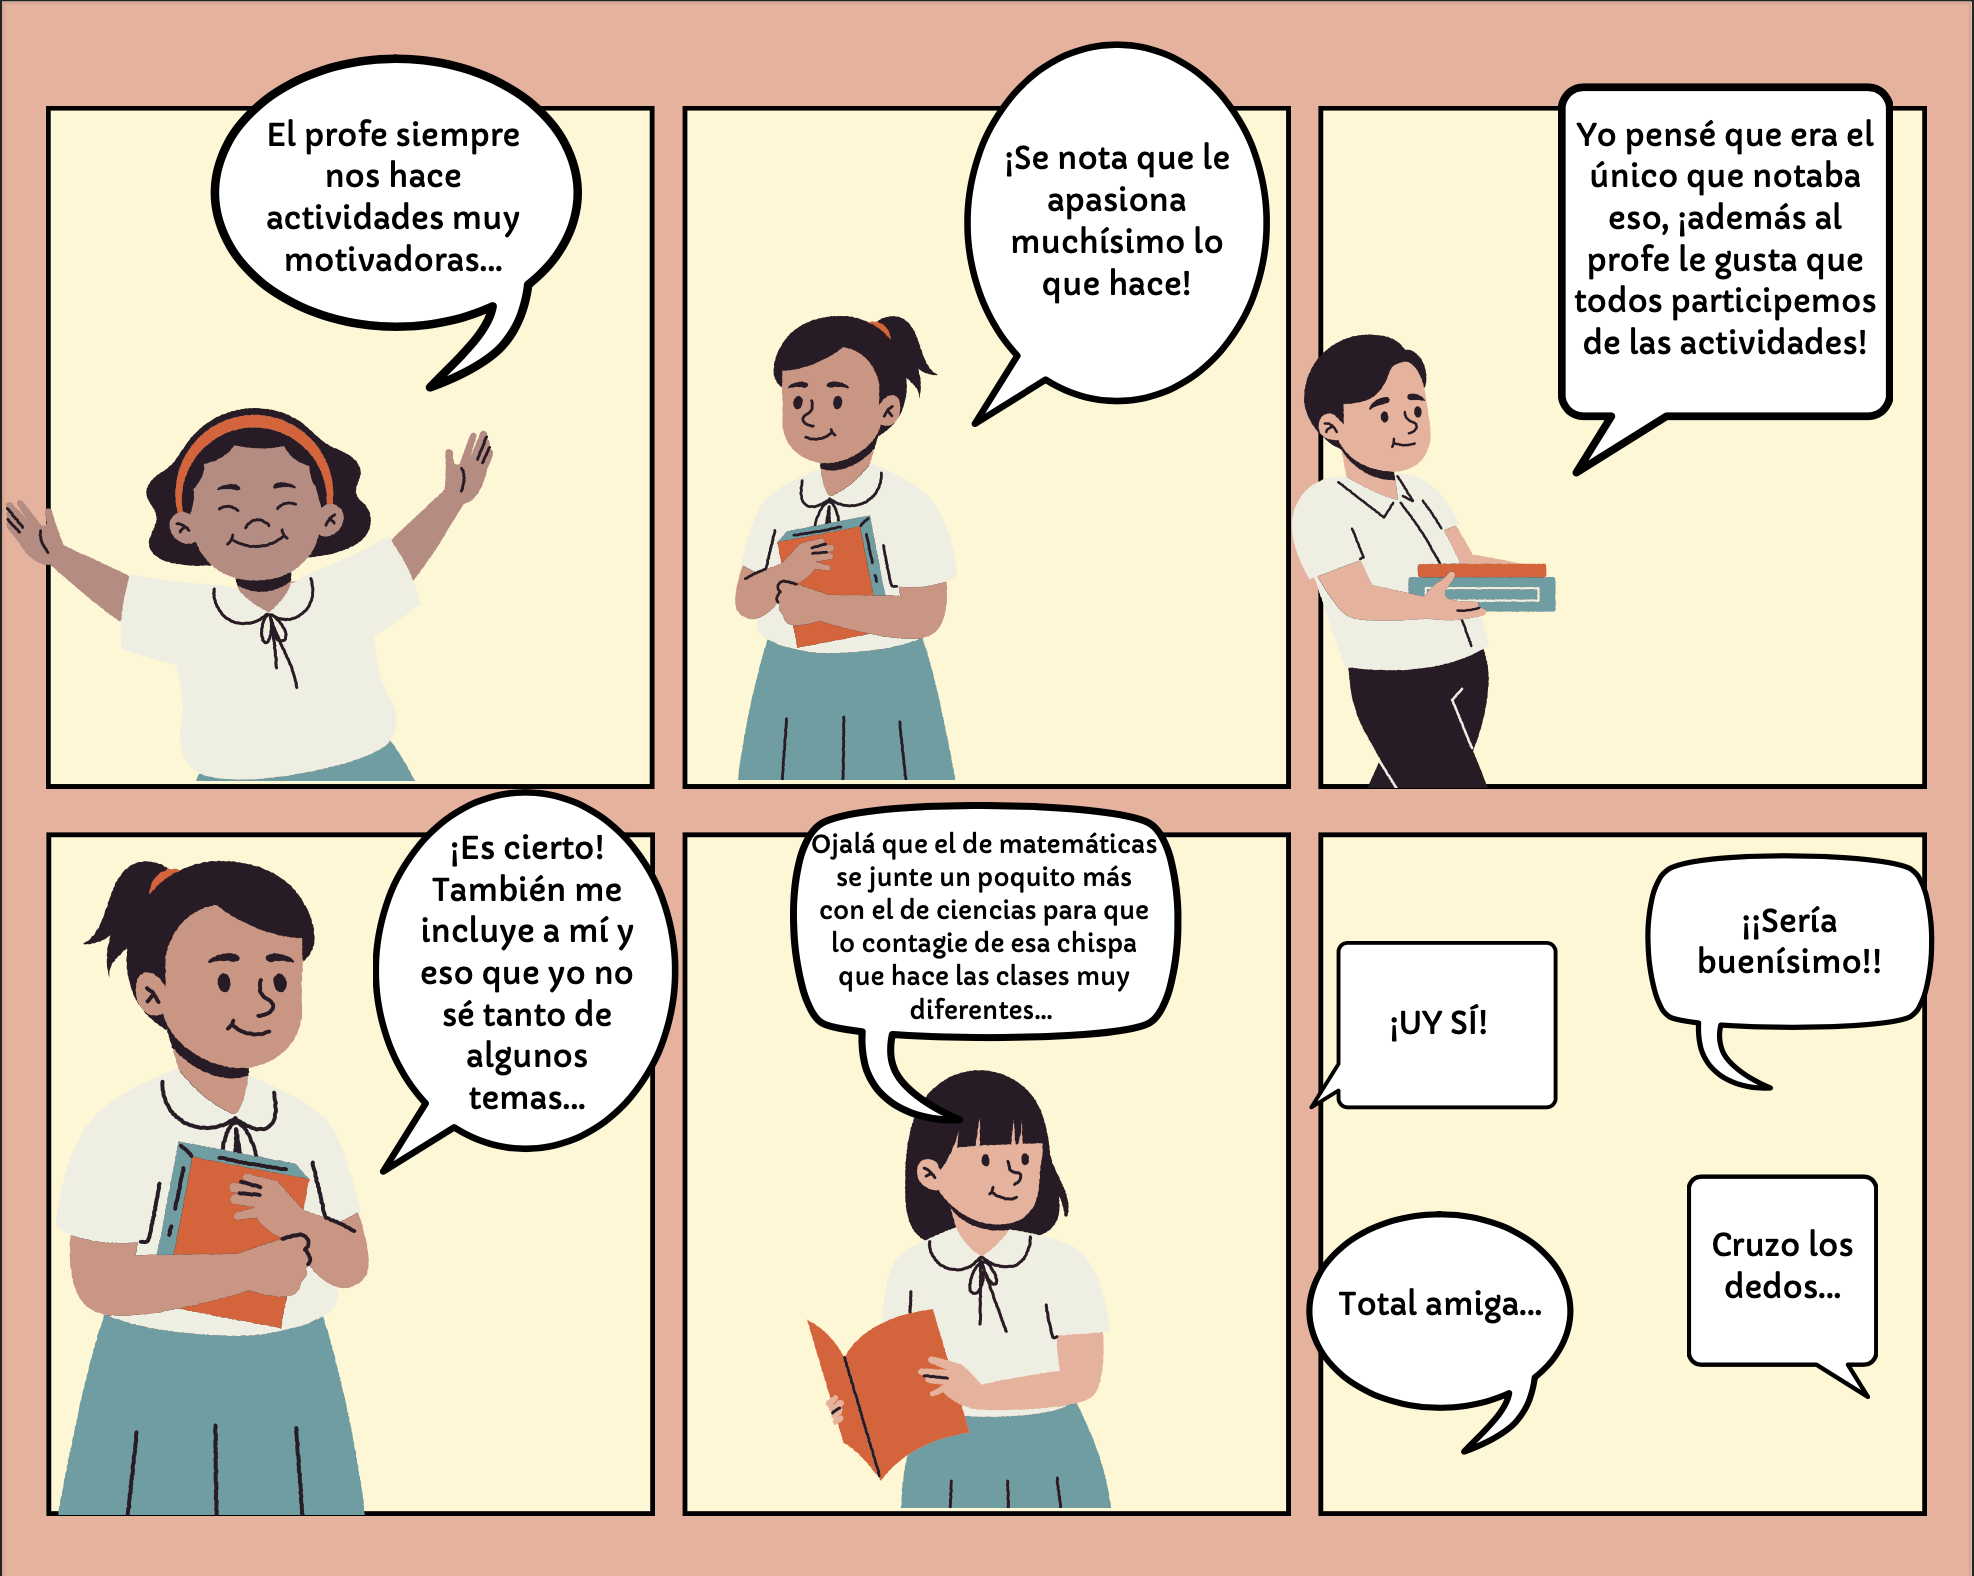 El profe siempre
nos hace
actividades muy
motivadoras...
¡Se nota que le
apasiona
muchísimo lo
que hace!
Yo pensé que era el
único que notaba
eso, ¡además al
profe le gusta que
todos participemos
de las actividades!
¡Es cierto!
También me
incluye a mí y
eso que yo no
sé tanto de
algunos
temas...
Ojalá que el de matemáticas
se junte un poquito más
con el de ciencias para que
lo contagie de esa chispa
que hace las clases muy
diferentes...
¡UY SÍ!
¡¡Sería
buenísimo!!
Total amiga...
Cruzo los
dedos...